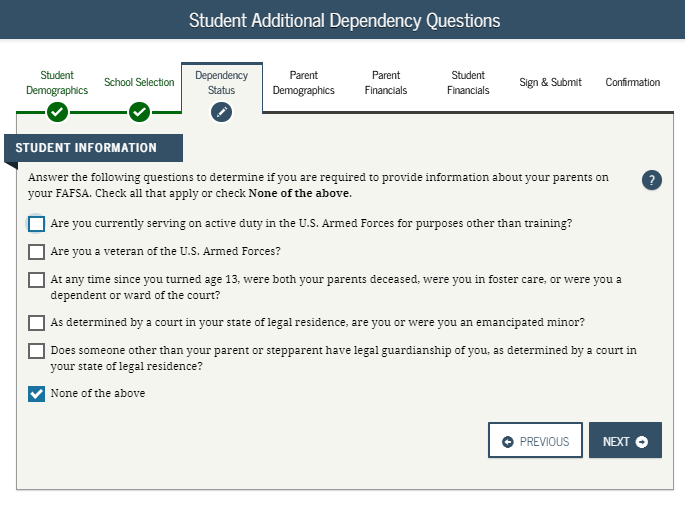 Student Additional Dependency Questions
Student
Demographics
School Selection
Dependency
Status
Parent
Demographics
Parent
Financials
Student
Financials
Sign & Submit
Confirmation
STUDENT INFORMATION
Answer the following questions to determine if you are required to provide information about your parents on
your FAFSA. Check all that apply or check None of the above.
?
Are you currently serving on active duty in the U.S. Armed Forces for purposes other than training?
Are you a veteran of the U.S. Armed Forces?
At any time since you turned age 13, were both your parents deceased, were you in foster care, or were you a
dependent or ward of the court?
As determined by a court in your state of legal residence, are you or were you an emancipated minor?
Does someone other than your parent or stepparent have legal guardianship of you, as determined by a court in
your state of legal residence?
None of the above
PREVIOUS
NEXT